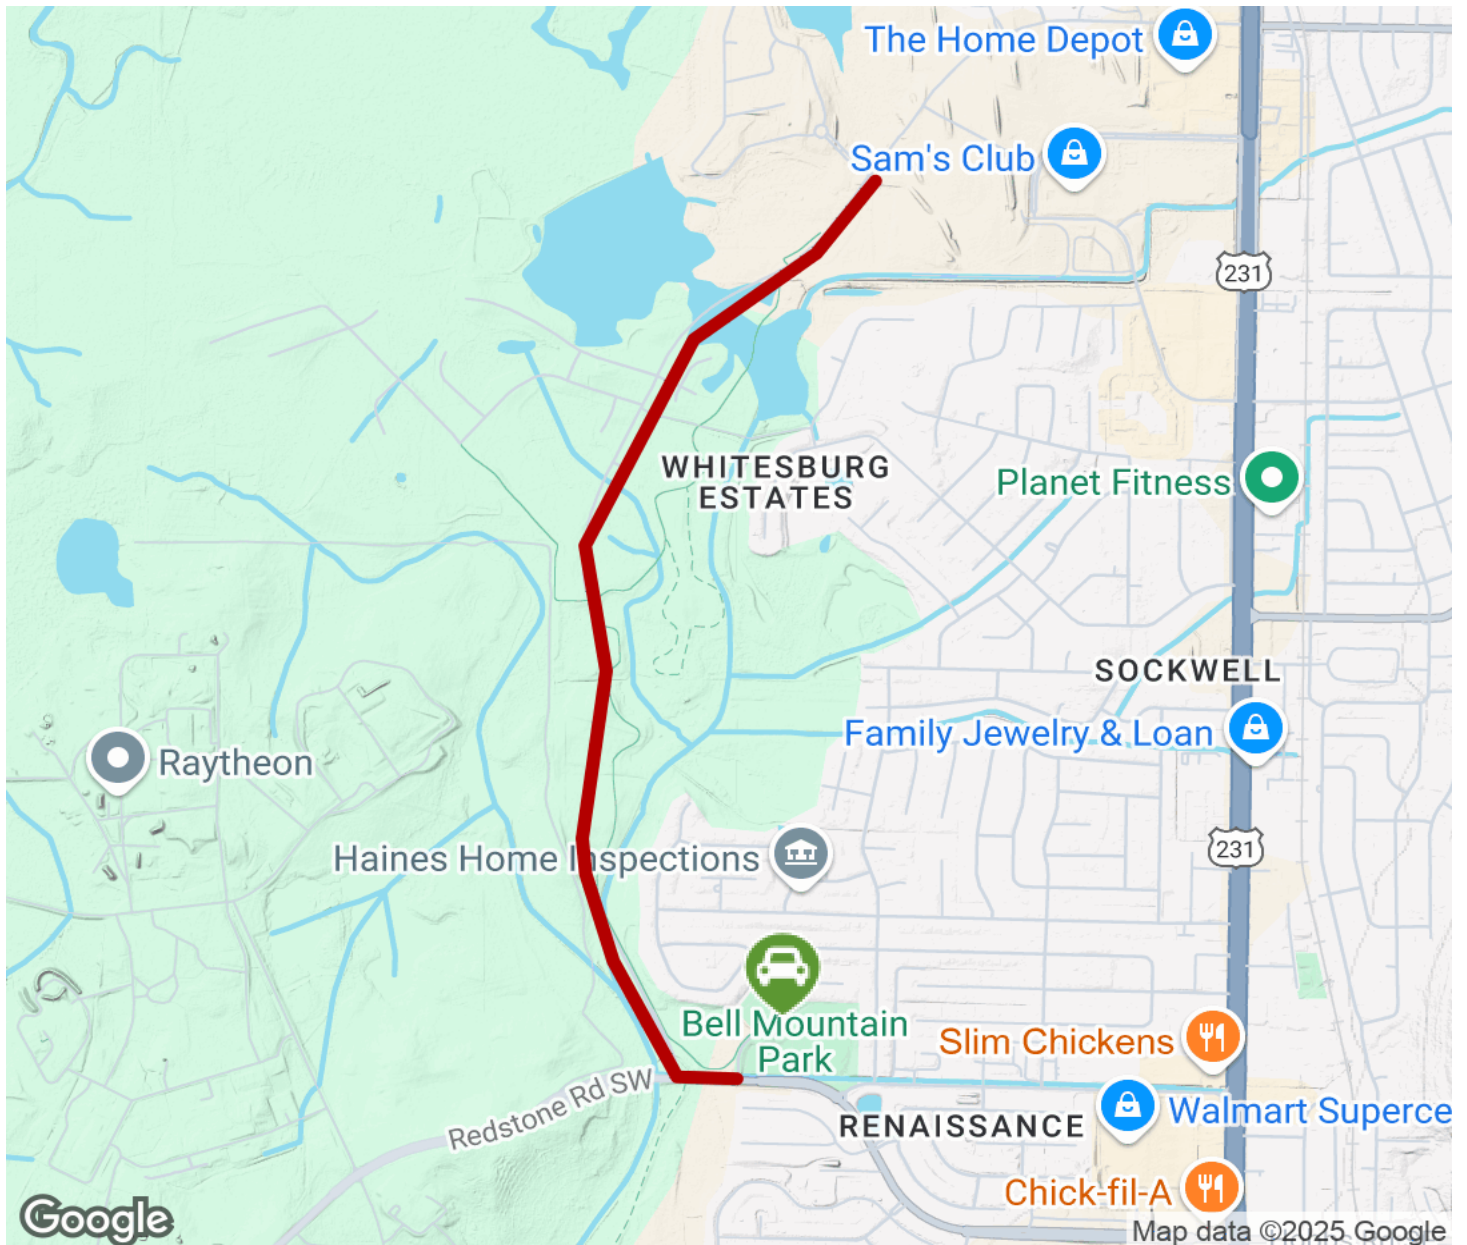 The Home Depot
Sam's Club
231
WHITESBURG
ESTATES
Planet Fitness
SOCKWELL
Family Jewelry & Loan
Raytheon
231
Haines Home Inspections
Bell Mountain
Park
Slim Chickens
Redstone Rd SW
Walmart Superce
RENAISSANCE
Chick-fil-A
Google
Map data ©2025 Google